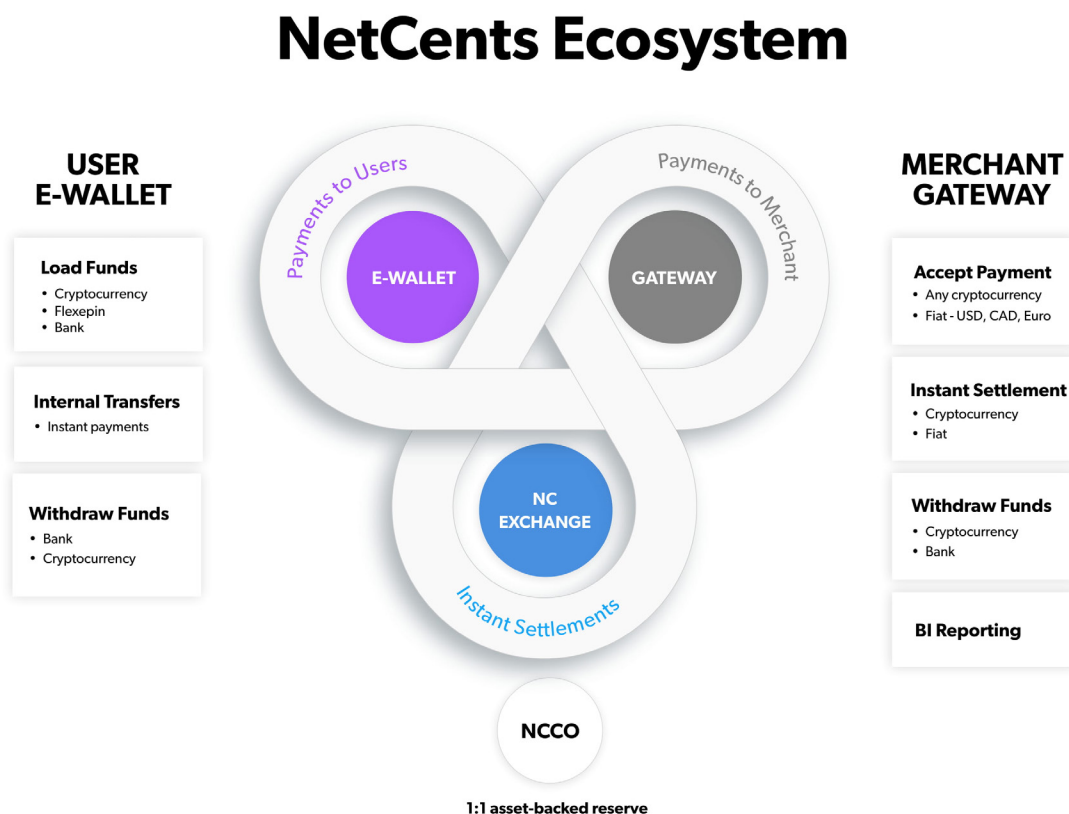 NetCents Ecosystem
USER
E-WALLET
Load Funds
• Cryptocurrency
• Flexepin
• Bank
Internal Transfers
• Instant payments
Withdraw Funds
• Bank
• Cryptocurrency
Payments to Users
E-WALLET
Payments to Merchant
GATEWAY
NC
EXCHANGE
Instant Settlements
NCCO
1:1 asset-backed reserve
MERCHANT
GATEWAY
Accept Payment
• Any cryptocurrency
• Fiat - USD, CAD, Euro
Instant Settlement
• Cryptocurrency
• Fiat
Withdraw Funds
• Cryptocurrency
• Bank
BI Reporting